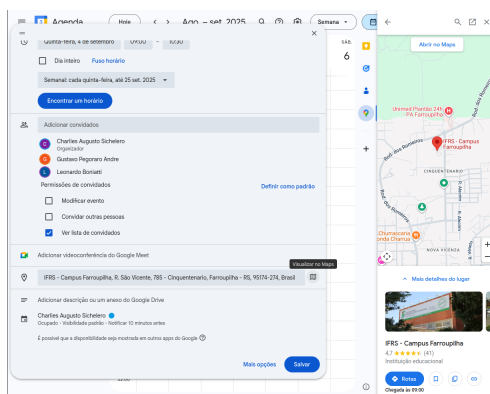 Agenda
Hoje
ago. – set. 2025
Semana
Quinta-feira, 4 de setembro
09:00 – 10:30
Dia inteiro
Fuso horário
Semanal: cada quinta-feira, até 25 set. 2025
Encontrar um horário
Adicionar convidados
C
Charlies Augusto Sichelero
Organizador
G
Gustavo Pegoraro Andre
L
Leonardo Boniatti
Permissões de convidados
Definir como padrão
Modificar evento
Convidar outras pessoas
Ver lista de convidados
Adicionar videoconferência do Google Meet
Visualizar no Maps
IFRS - Campus Farroupilha, R. São Vicente, 785 - Cinquentenario, Farroupilha - RS, 95174-274, Brasil
Adicionar descrição ou um anexo do Google Drive
Charlies Augusto Sichelero
Ocupado · Visibilidade padrão · Notificar 10 minutos antes
É possível que a disponibilidade seja mostrada em outros apps do Google
Mais opções
Salvar
SÁB.
6
Abrir no Maps
Unimed Plantão 24h
PA Farroupilha
Rod. dos Romeiros
IFRS - Campus
Farroupilha
CINQUENTENÁRIO
Churrascaria
NOVA VICENZA
Mais detalhes do lugar
IFRS - Campus Farroupilha
4,7 ★★★★★ (41)
Instituição educacional
Rotas
Chegada às 09:00